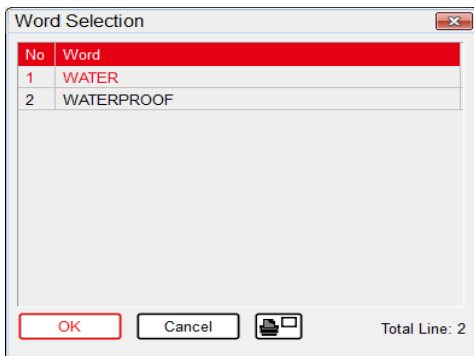 Word Selection
No Word
1 WATER
2 WATERPROOF
OK Cancel Total Line: 2